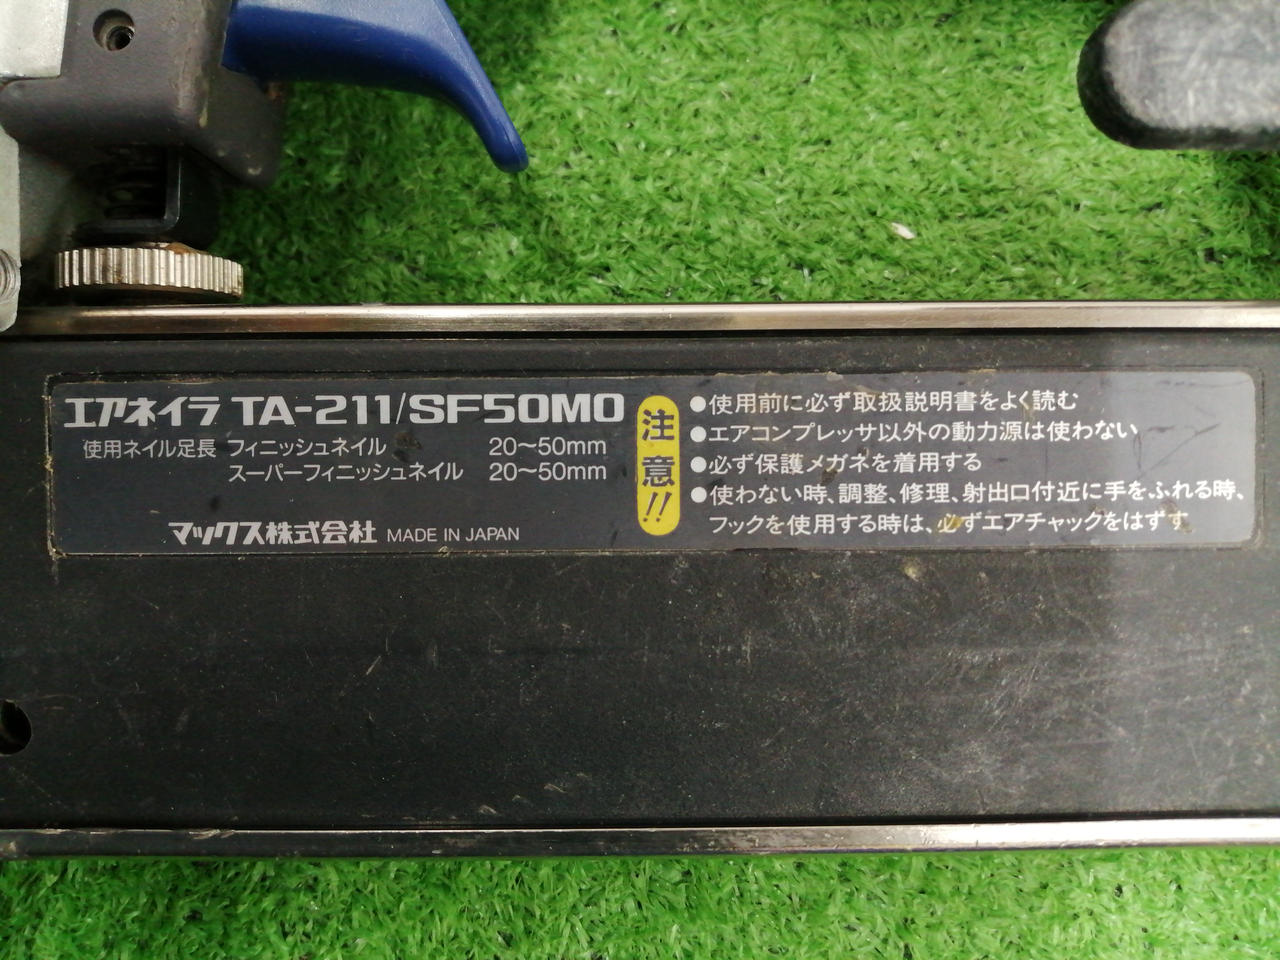 エアネイラ TA-211/SF50MO
使用ネイル足長 フィニッシュネイル 20〜50mm
スーパーフィニッシュネイル 20〜50mm
マックス株式会社 MADE IN JAPAN
注意!!
●使用前に必ず取扱説明書をよく読む
●エアコンプレッサ以外の動力源は使わない
●必ず保護メガネを着用する
●使わない時、調整、修理、射出口付近に手をふれる時、
フックを使用する時は、必ずエアチャックをはずす